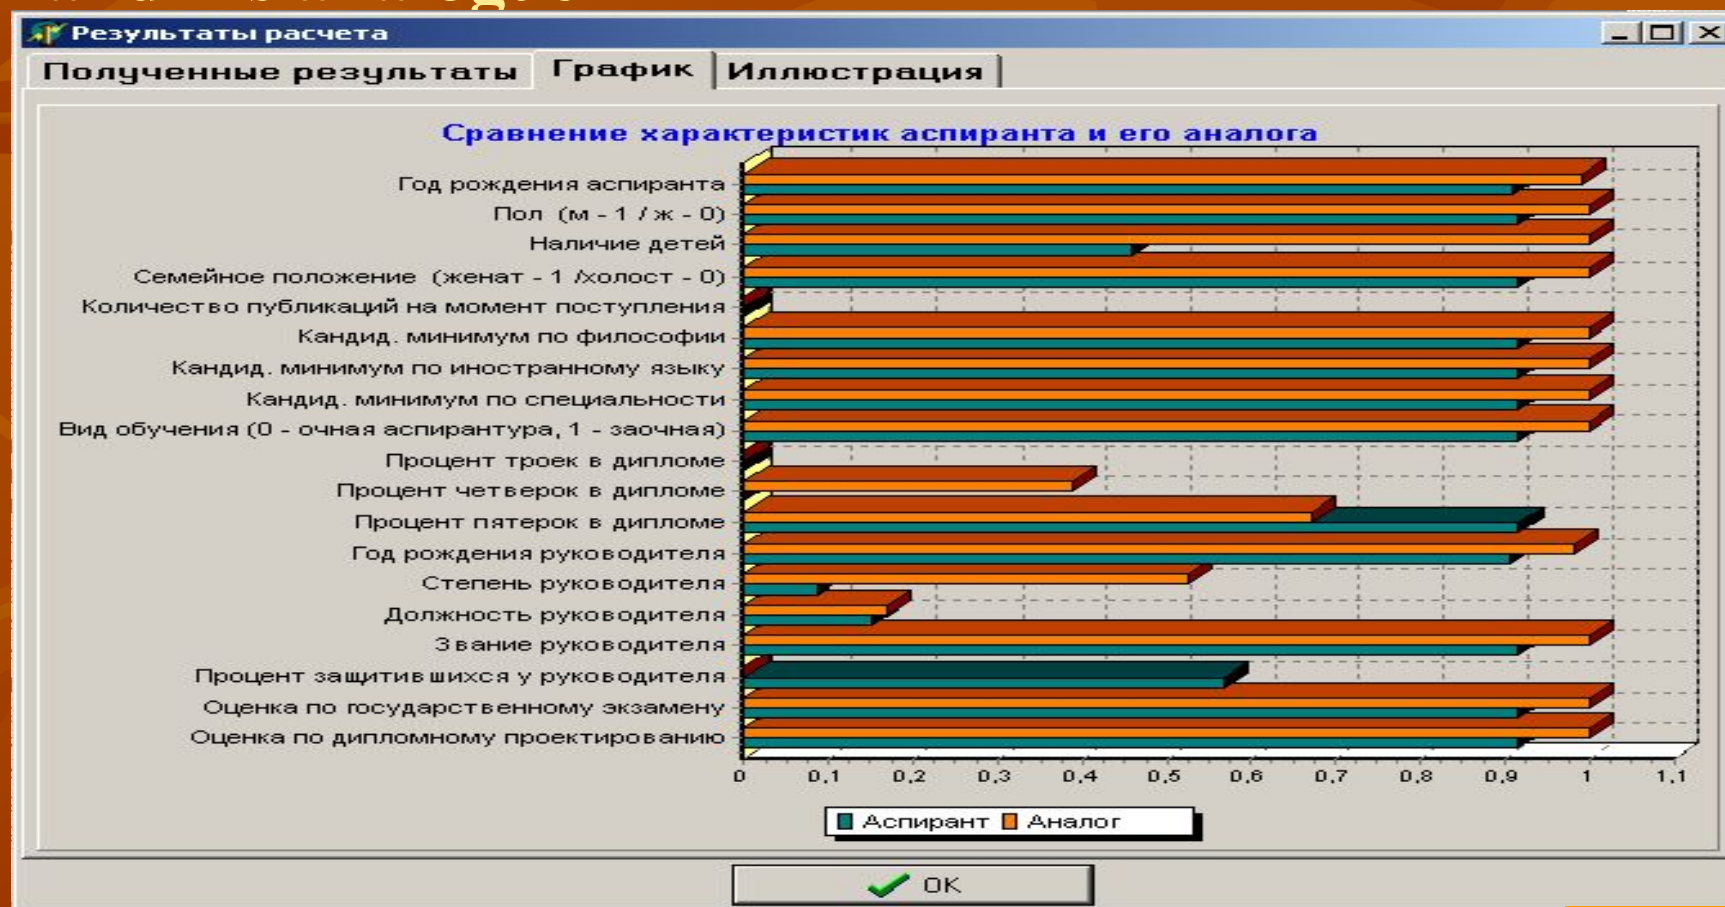 Результаты расчета
Полученные результаты График Иллюстрация
Сравнение характеристик аспиранта и его аналога
Год рождения аспиранта
Пол (м - 1 / ж - 0)
Наличие детей
Семейное положение (женат - 1 /холост - 0)
Количество публикаций на момент поступления
Кандид. минимум по философии
Кандид. минимум по иностранному языку
Кандид. минимум по специальности
Вид обучения (0 - очная аспирантура, 1 - заочная)
Процент троек в дипломе
Процент четверок в дипломе
Процент пятерок в дипломе
Год рождения руководителя
Степень руководителя
Должность руководителя
Звание руководителя
Процент защитившихся у руководителя
Оценка по государственному экзамену
Оценка по дипломному проектированию
0 0,1 0,2 0,3 0,4 0,5 0,6 0,7 0,8 0,9 1 1,1
Аспирант Аналог
OK